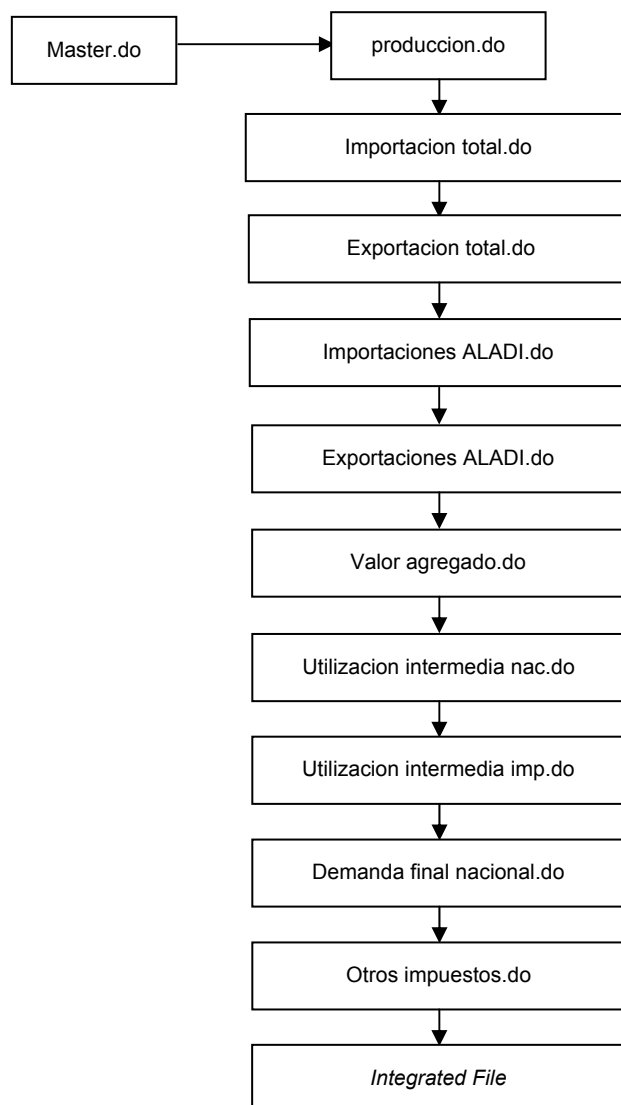 Master.do
produccion.do
Importacion total.do
Exportacion total.do
Importaciones ALADI.do
Exportaciones ALADI.do
Valor agregado.do
Utilizacion intermedia nac.do
Utilizacion intermedia imp.do
Demanda final nacional.do
Otros impuestos.do
Integrated File